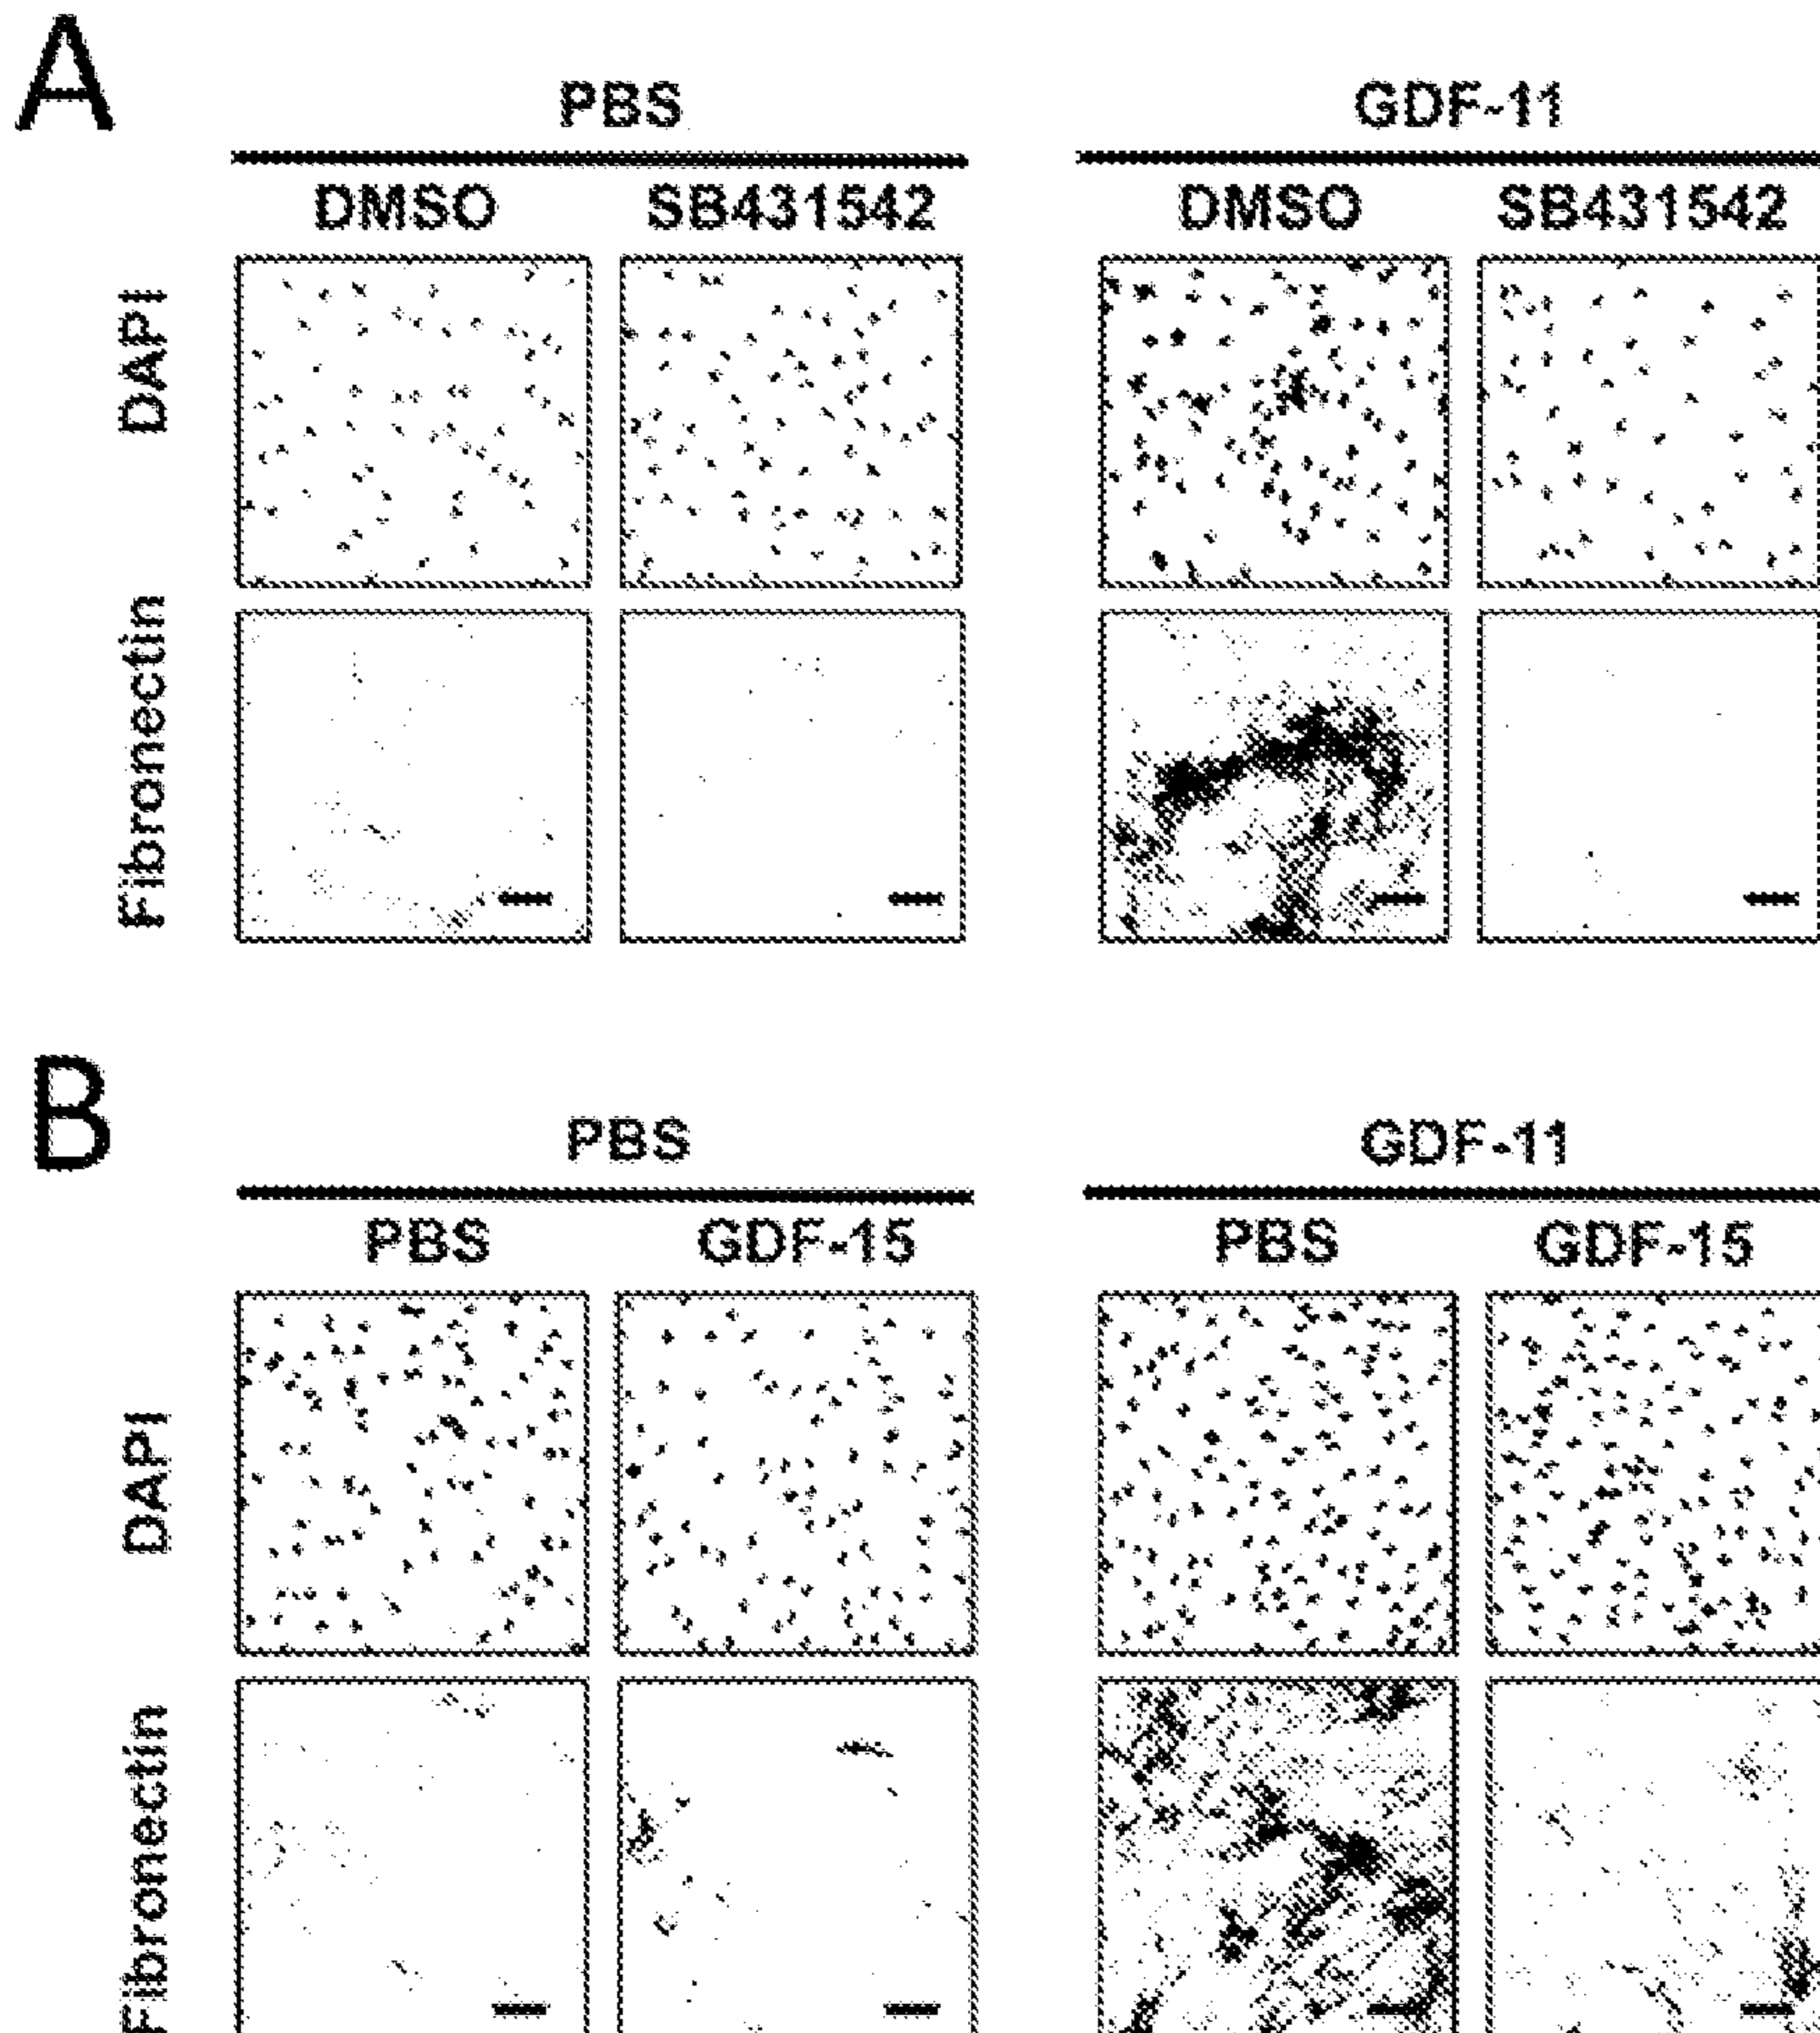 A
PBS GDF-11
DMSO SB431542 DMSO SB431542
DAPI
Fibronectin
B
PBS GDF-11
PBS GDF-15 PBS GDF-15
DAPI
Fibronectin